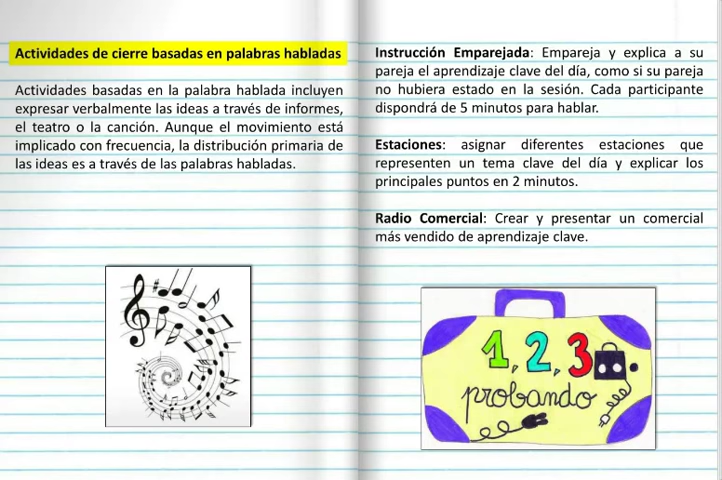 Actividades de cierre basadas en palabras habladas
Actividades basadas en la palabra hablada incluyen
expresar verbalmente las ideas a través de informes,
el teatro o la canción. Aunque el movimiento está
implicado con frecuencia, la distribución primaria de
las ideas es a través de las palabras habladas.
Instrucción Emparejada: Empareja y explica a su
pareja el aprendizaje clave del día, como si su pareja
no hubiera estado en la sesión. Cada participante
dispondrá de 5 minutos para hablar.
Estaciones: asignar diferentes estaciones que
representen un tema clave del día y explicar los
principales puntos en 2 minutos.
Radio Comercial: Crear y presentar un comercial
más vendido de aprendizaje clave.
1, 2, 3
probando